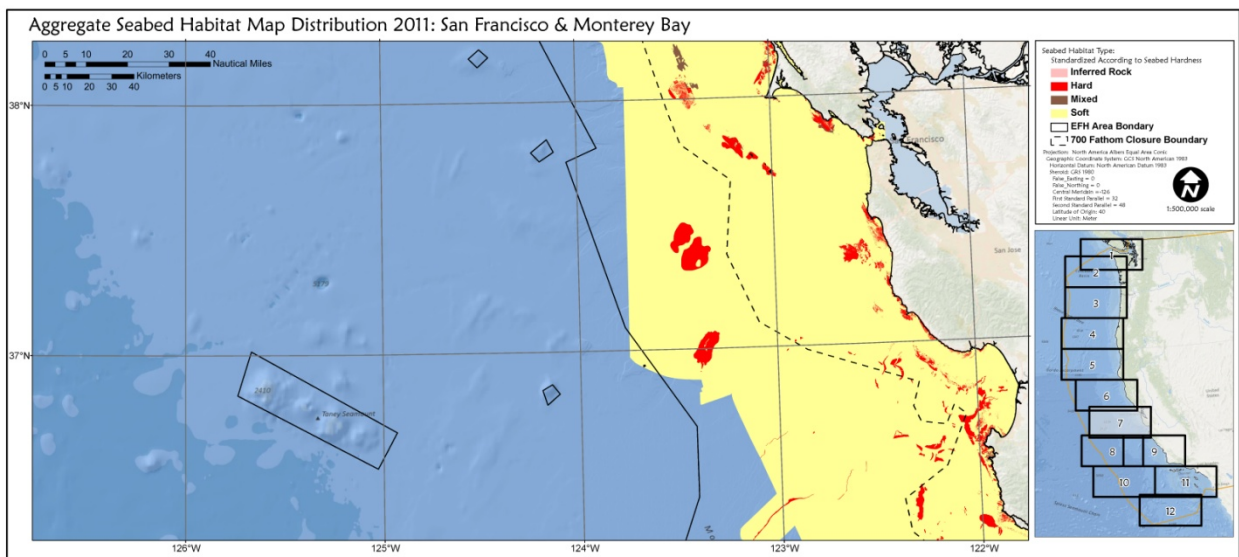 Aggregate Seabed Habitat Map Distribution 2011: San Francisco & Monterey Bay
0 5 10 20 30 40
Nautical Miles
0 5 10 20 30 40
Kilometers
38°N
37°N
126°W
125°W
124°W
123°W
122°W
Francisco
San Jose
Taney Seamount
Seabed Habitat Type:
Standardized According to Seabed Hardness
Inferred Rock
Hard
Mixed
Soft
EFH Area Bondary
700 Fathom Closure Boundary
Projection: North America Albers Equal Area Conic
Geographic Coordinate System: GCS North American 1983
Horizontal Datum: North American Datum 1983
Spheroid: GRS 1980
False_Easting = 0
False_Northing = 0
Central Meridain =-126
First Standard Parallel = 32
Second Standard Parallel = 48
Latitude of Origin: 40
Linear Unit: Meter
N
1:500,000 scale
1
2
3
4
5
6
7
8
9
10
11
12